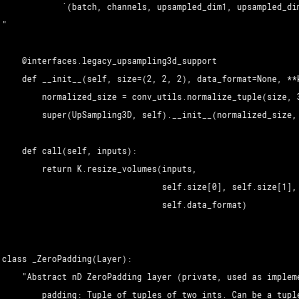 `(batch, channels, upsampled_dim1, upsampled_dim
"
@interfaces.legacy_upsampling3d_support
def __init__(self, size=(2, 2, 2), data_format=None, **k
normalized_size = conv_utils.normalize_tuple(size, 3
super(UpSampling3D, self).__init__(normalized_size,
def call(self, inputs):
return K.resize_volumes(inputs,
self.size[0], self.size[1],
self.data_format)
class _ZeroPadding(Layer):
"Abstract nD ZeroPadding layer (private, used as impleme
padding: Tuple of tuples of two ints. Can be a tuple